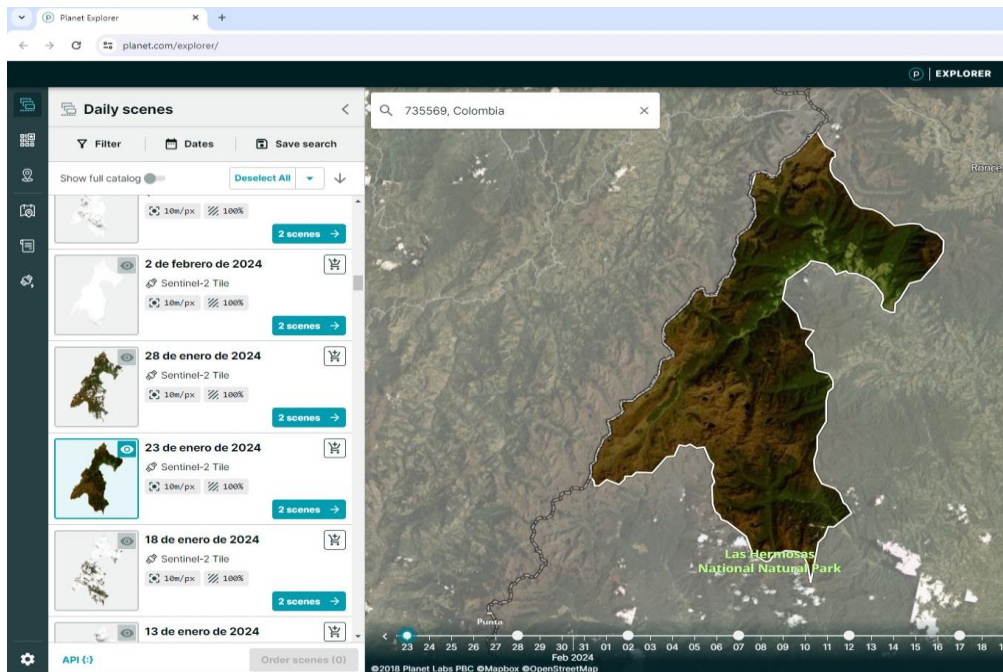 Planet Explorer
planet.com/explorer/
EXPLORER
Daily scenes
Filter
Dates
Save search
Show full catalog
Deselect All
10m/px 100%
2 scenes →
2 de febrero de 2024
Sentinel-2 Tile
10m/px 100%
2 scenes →
28 de enero de 2024
Sentinel-2 Tile
10m/px 100%
2 scenes →
23 de enero de 2024
Sentinel-2 Tile
10m/px 100%
2 scenes →
18 de enero de 2024
Sentinel-2 Tile
10m/px 100%
2 scenes →
13 de enero de 2024
API {:}
Order scenes (0)
735569, Colombia
Ronce
Las Hermosas
National Natural Park
Punta
23 24 25 26 27 28 29 30 31 01 02 03 04 05 06 07 08 09 10 11 12 13 14 15 16 17 18
Feb 2024
©2018 Planet Labs PBC ©Mapbox ©OpenStreetMap